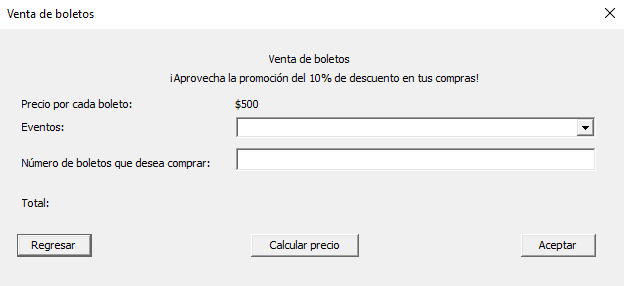 Venta de boletos
Venta de boletos
¡Aprovecha la promoción del 10% de descuento en tus compras!
Precio por cada boleto: $500
Eventos:
Número de boletos que desea comprar:
Total:
Regresar Calcular precio Aceptar